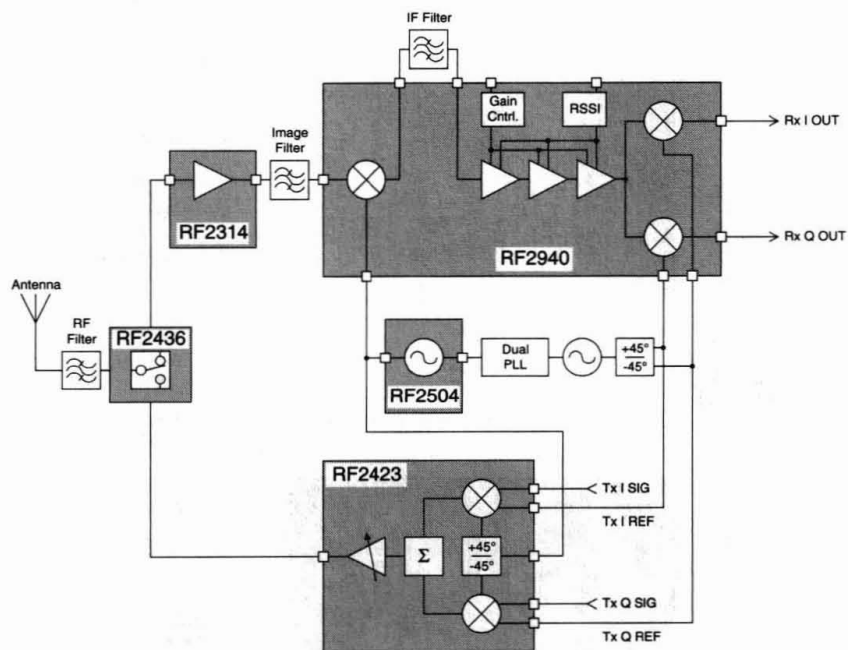 IF Filter
Gain
Cntrl.
RSSI
Rx I OUT
Image
Filter
RF2314
Rx Q OUT
RF2940
Antenna
RF
Filter
RF2436
Dual
PLL
+45°
-45°
RF2504
RF2423
Tx I SIG
Tx I REF
Σ
+45°
-45°
Tx Q SIG
Tx Q REF